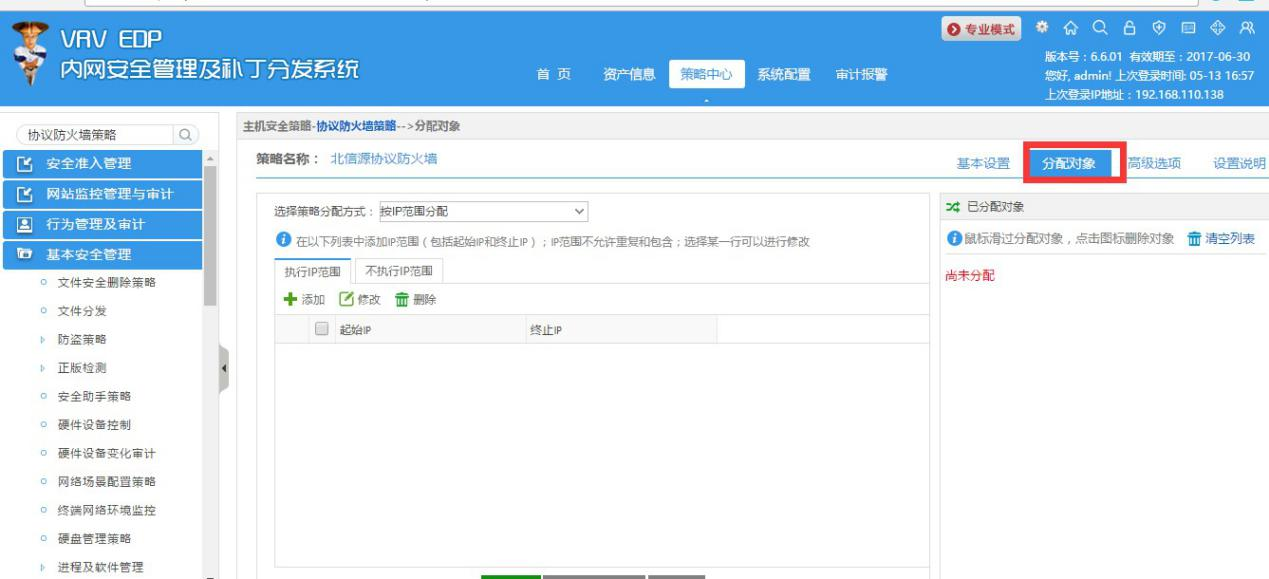 VRV EDP
内网安全管理及补丁分发系统
首 页 资产信息 策略中心 系统配置 审计报警
专业模式
版本号：6.6.01 有效期至：2017-06-30
您好, admin! 上次登录时间: 05-13 16:57
上次登录IP地址：192.168.110.138
协议防火墙策略
安全准入管理
网站监控管理与审计
行为管理及审计
基本安全管理
文件安全删除策略
文件分发
防盗策略
正版检测
安全助手策略
硬件设备控制
硬件设备变化审计
网络场景配置策略
终端网络环境监控
硬盘管理策略
进程及软件管理
主机安全策略-协议防火墙策略-->分配对象
策略名称： 北信源协议防火墙
基本设置 分配对象 高级选项 设置说明
选择策略分配方式： 按IP范围分配
在以下列表中添加IP范围（包括起始IP和终止IP）；IP范围不允许重复和包含；选择某一行可以进行修改
执行IP范围 不执行IP范围
添加 修改 删除
起始IP 终止IP
已分配对象
鼠标滑过分配对象，点击图标删除对象 清空列表
尚未分配